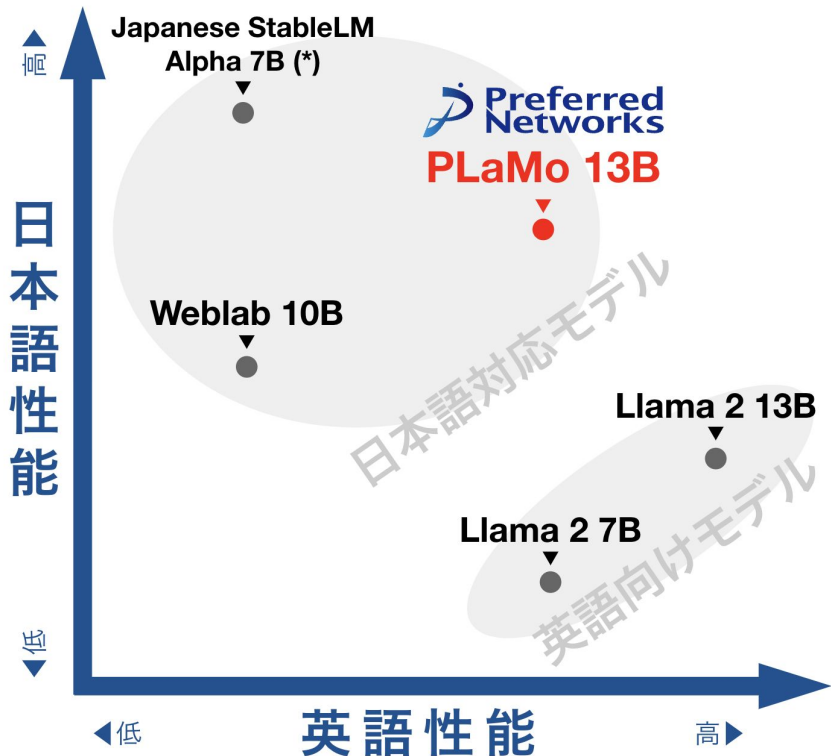 高
Japanese StableLM
Alpha 7B (*)
Preferred
Networks
PLaMo 13B
日本語性能
Weblab 10B
日本語対応モデル
Llama 2 13B
Llama 2 7B
英語向けモデル
低
低
英語性能
高